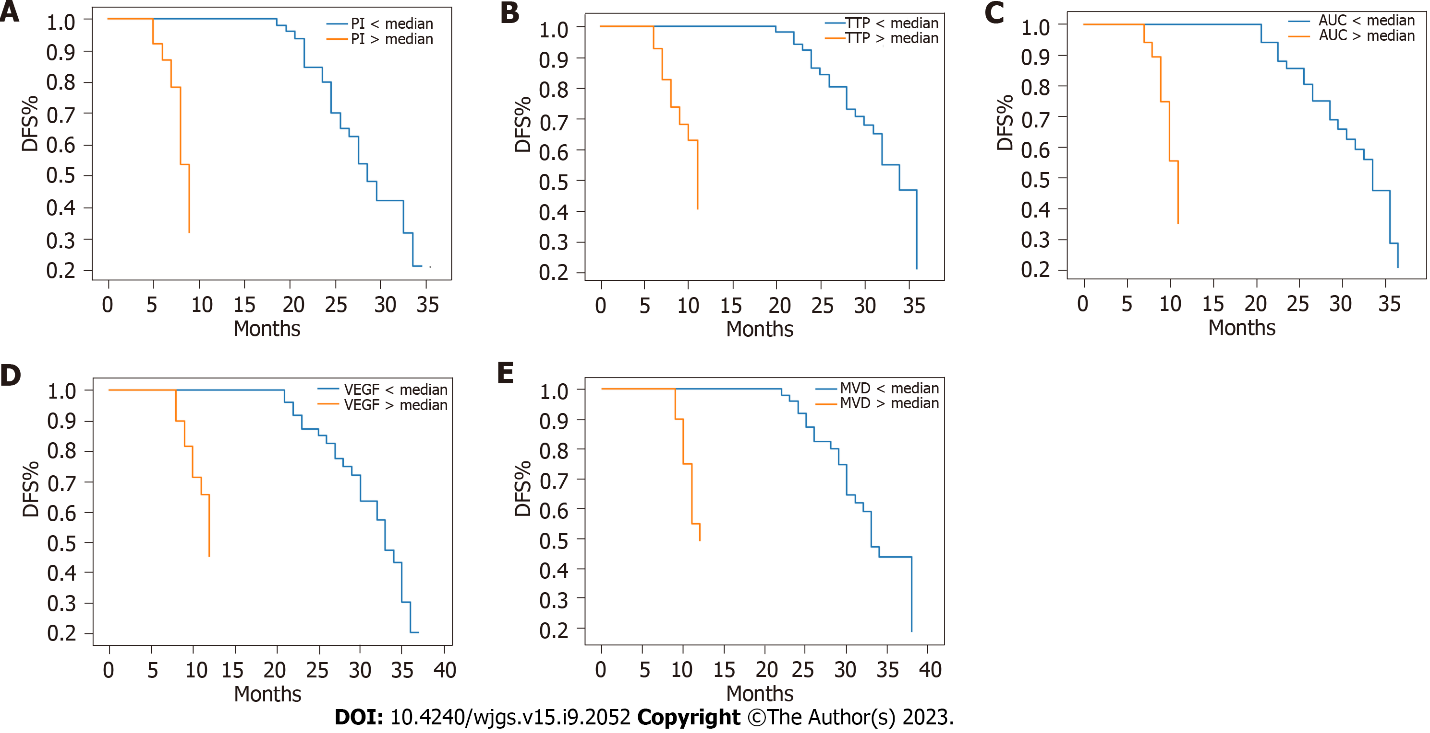 A
PI < median
PI > median
1.0
0.9
0.8
0.7
0.6
0.5
0.4
0.3
0.2
DFS%
0 5 10 15 20 25 30 35
Months
B
TTP < median
TTP > median
1.0
0.9
0.8
0.7
0.6
0.5
0.4
0.3
0.2
DFS%
0 5 10 15 20 25 30 35
Months
C
AUC < median
AUC > median
1.0
0.9
0.8
0.7
0.6
0.5
0.4
0.3
0.2
DFS%
0 5 10 15 20 25 30 35
Months
D
VEGF < median
VEGF > median
1.0
0.9
0.8
0.7
0.6
0.5
0.4
0.3
0.2
DFS%
0 5 10 15 20 25 30 35 40
Months
E
MVD < median
MVD > median
1.0
0.9
0.8
0.7
0.6
0.5
0.4
0.3
0.2
DFS%
0 5 10 15 20 25 30 35 40
Months
DOI: 10.4240/wjgs.v15.i9.2052 Copyright ©The Author(s) 2023.